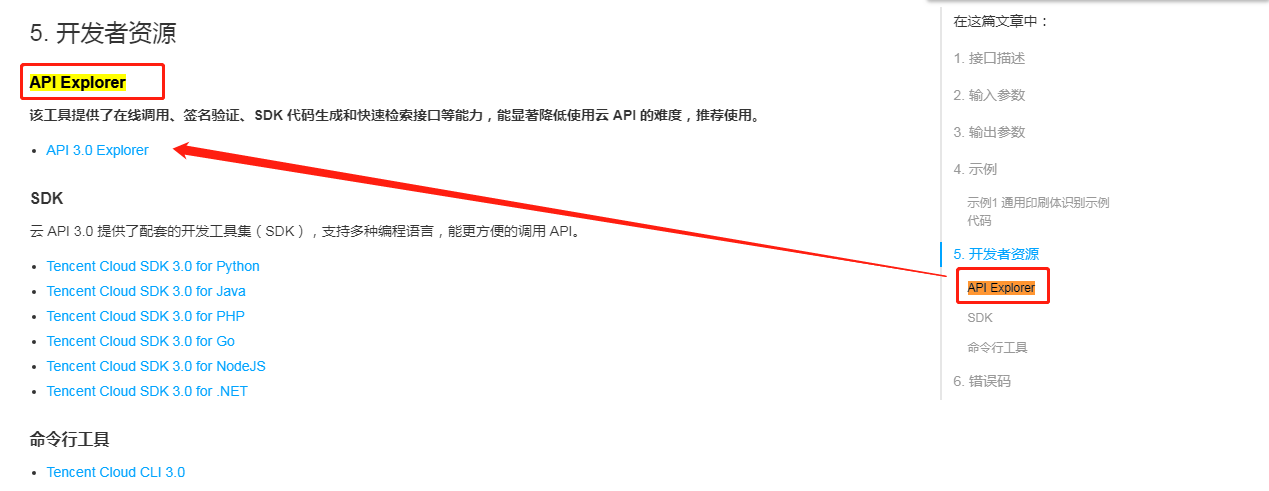 5. 开发者资源
API Explorer
该工具提供了在线调用、签名验证、SDK 代码生成和快速检索接口等能力，能显著降低使用云 API 的难度，推荐使用。
API 3.0 Explorer
SDK
云 API 3.0 提供了配套的开发工具集（SDK），支持多种编程语言，能更方便的调用 API。
Tencent Cloud SDK 3.0 for Python
Tencent Cloud SDK 3.0 for Java
Tencent Cloud SDK 3.0 for PHP
Tencent Cloud SDK 3.0 for Go
Tencent Cloud SDK 3.0 for NodeJS
Tencent Cloud SDK 3.0 for .NET
命令行工具
Tencent Cloud CLI 3.0
在这篇文章中：
1. 接口描述
2. 输入参数
3. 输出参数
4. 示例
示例1 通用印刷体识别示例
代码
5. 开发者资源
API Explorer
SDK
命令行工具
6. 错误码